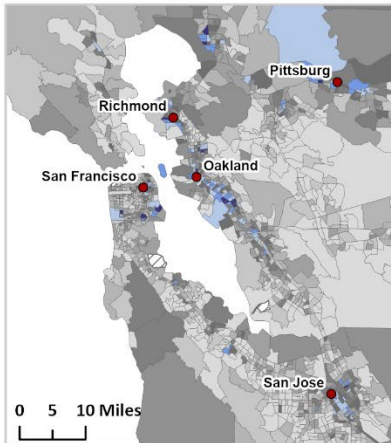 Pittsburg
Richmond
Oakland
San Francisco
San Jose
0 5 10 Miles